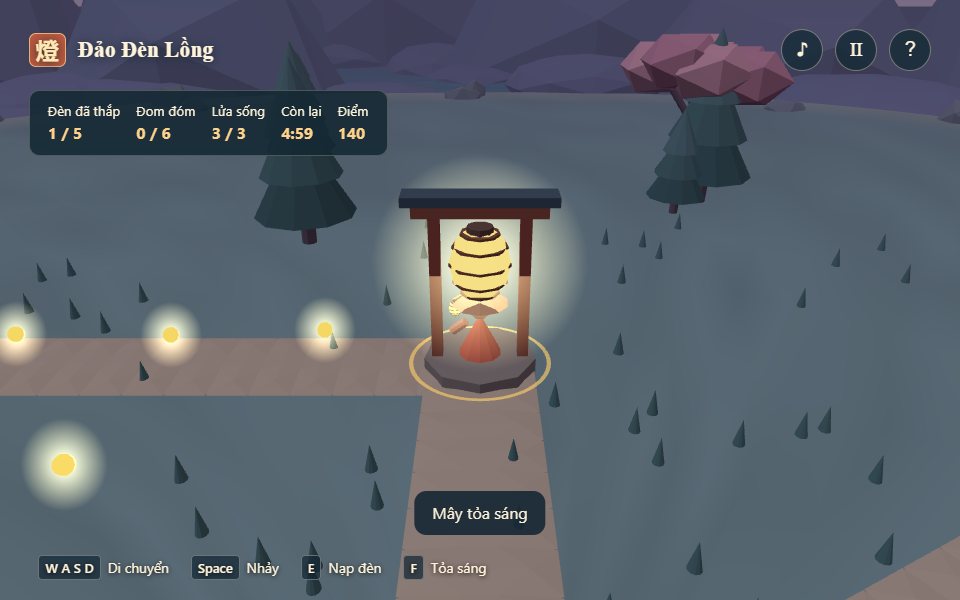 燈 Đảo Đèn Lồng
♪ II ?
Đèn đã thắp Đom đóm Lửa sống Còn lại Điểm
1 / 5 0 / 6 3 / 3 4:59 140
Mây tỏa sáng
W A S D Di chuyển Space Nhảy E Nạp đèn F Tỏa sáng